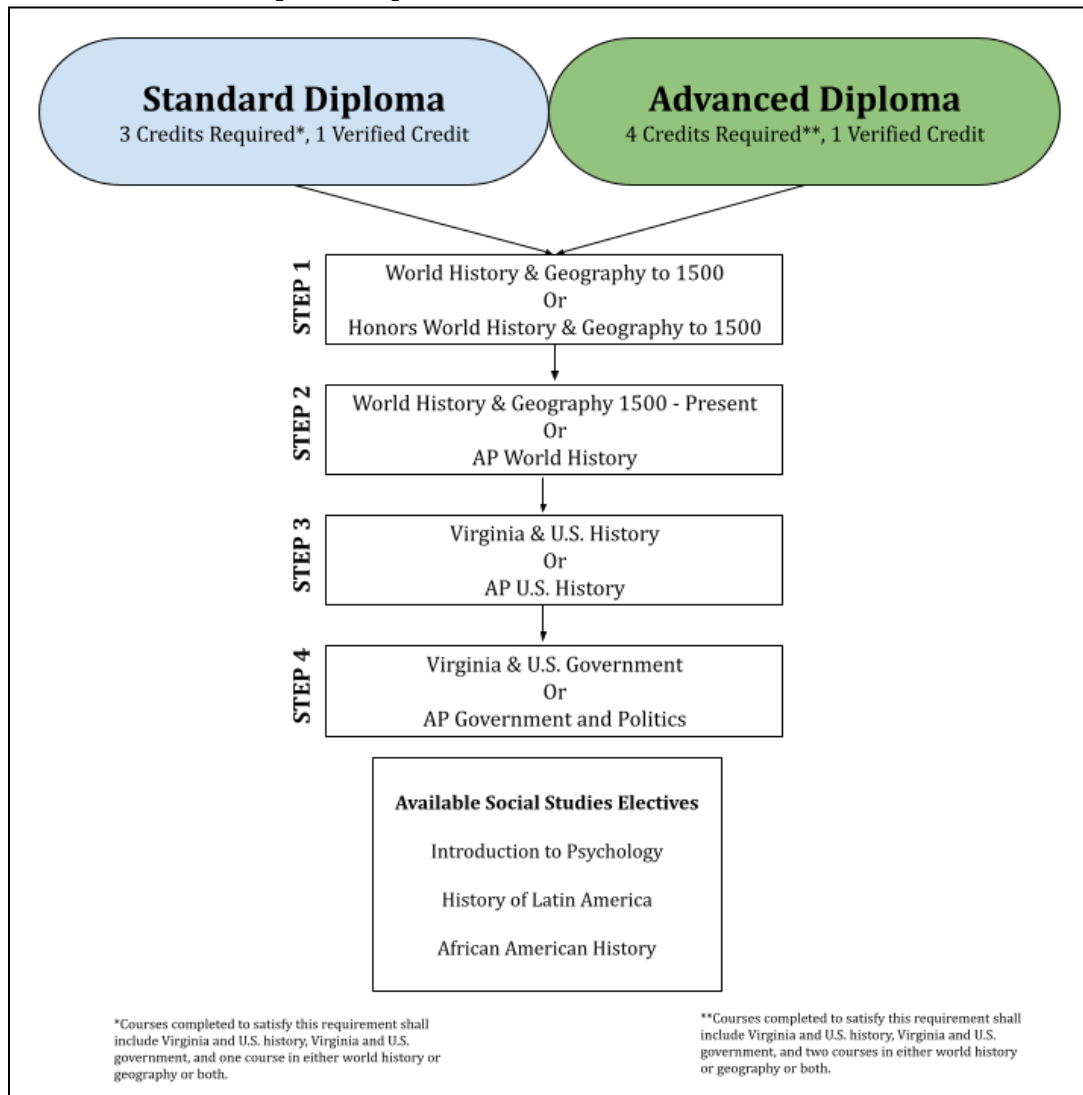 Standard Diploma
3 Credits Required*, 1 Verified Credit
Advanced Diploma
4 Credits Required**, 1 Verified Credit
STEP 1
World History & Geography to 1500
Or
Honors World History & Geography to 1500
STEP 2
World History & Geography 1500 - Present
Or
AP World History
STEP 3
Virginia & U.S. History
Or
AP U.S. History
STEP 4
Virginia & U.S. Government
Or
AP Government and Politics
Available Social Studies Electives
Introduction to Psychology
History of Latin America
African American History
*Courses completed to satisfy this requirement shall
include Virginia and U.S. history, Virginia and U.S.
government, and one course in either world history or
geography or both.
**Courses completed to satisfy this requirement shall
include Virginia and U.S. history, Virginia and U.S.
government, and two courses in either world history
or geography or both.